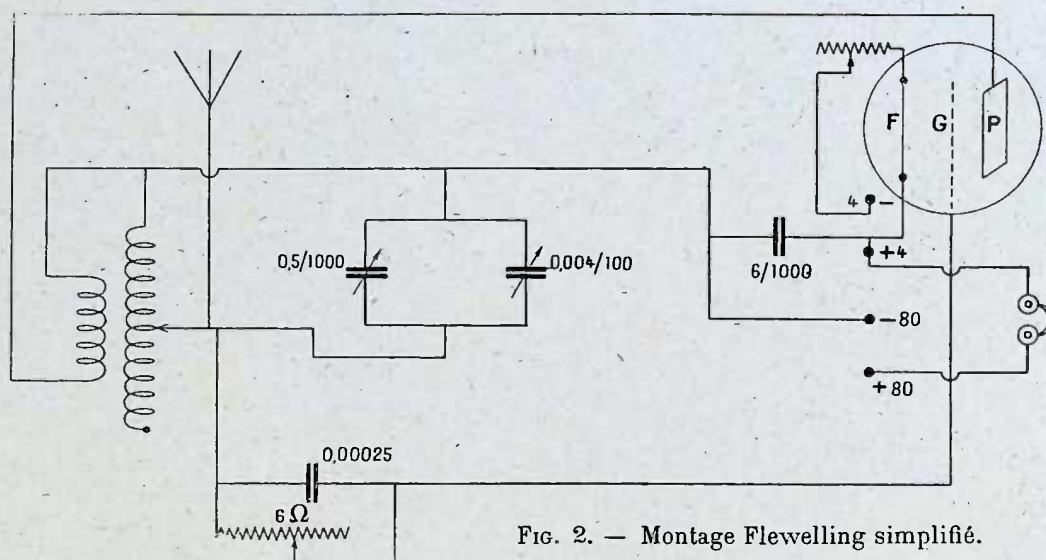 F G P
4 –
0,5/1000
0,004/100
6/1000
+4
– 80
+ 80
0,00025
6 Ω
FIG. 2. — Montage Flewelling simplifié.